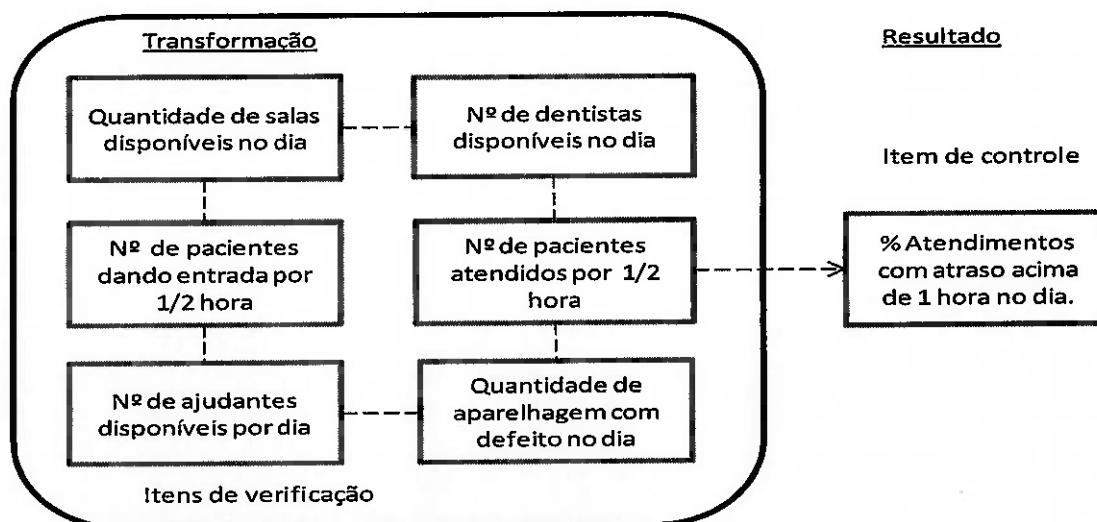 Transformação
Quantidade de salas
disponíveis no dia
Nº de dentistas
disponíveis no dia
Nº de pacientes
dando entrada por
1/2 hora
Nº de pacientes
atendidos por 1/2
hora
Nº de ajudantes
disponíveis por dia
Quantidade de
aparelhagem com
defeito no dia
Itens de verificação
Resultado
Item de controle
% Atendimentos
com atraso acima
de 1 hora no dia.